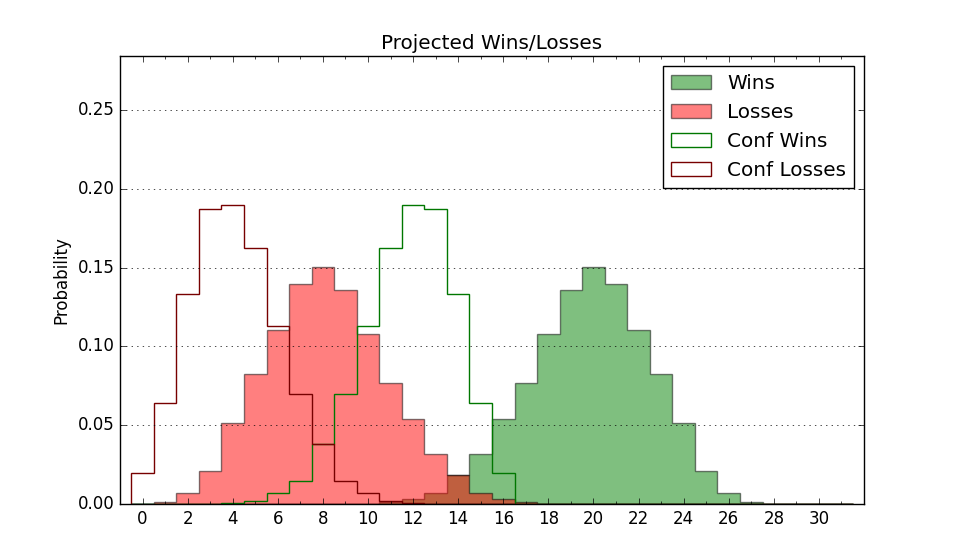 Projected Wins/Losses
Wins
Losses
Conf Wins
Conf Losses
Probability
0.25
0.20
0.15
0.10
0.05
0.00
0 2 4 6 8 10 12 14 16 18 20 22 24 26 28 30